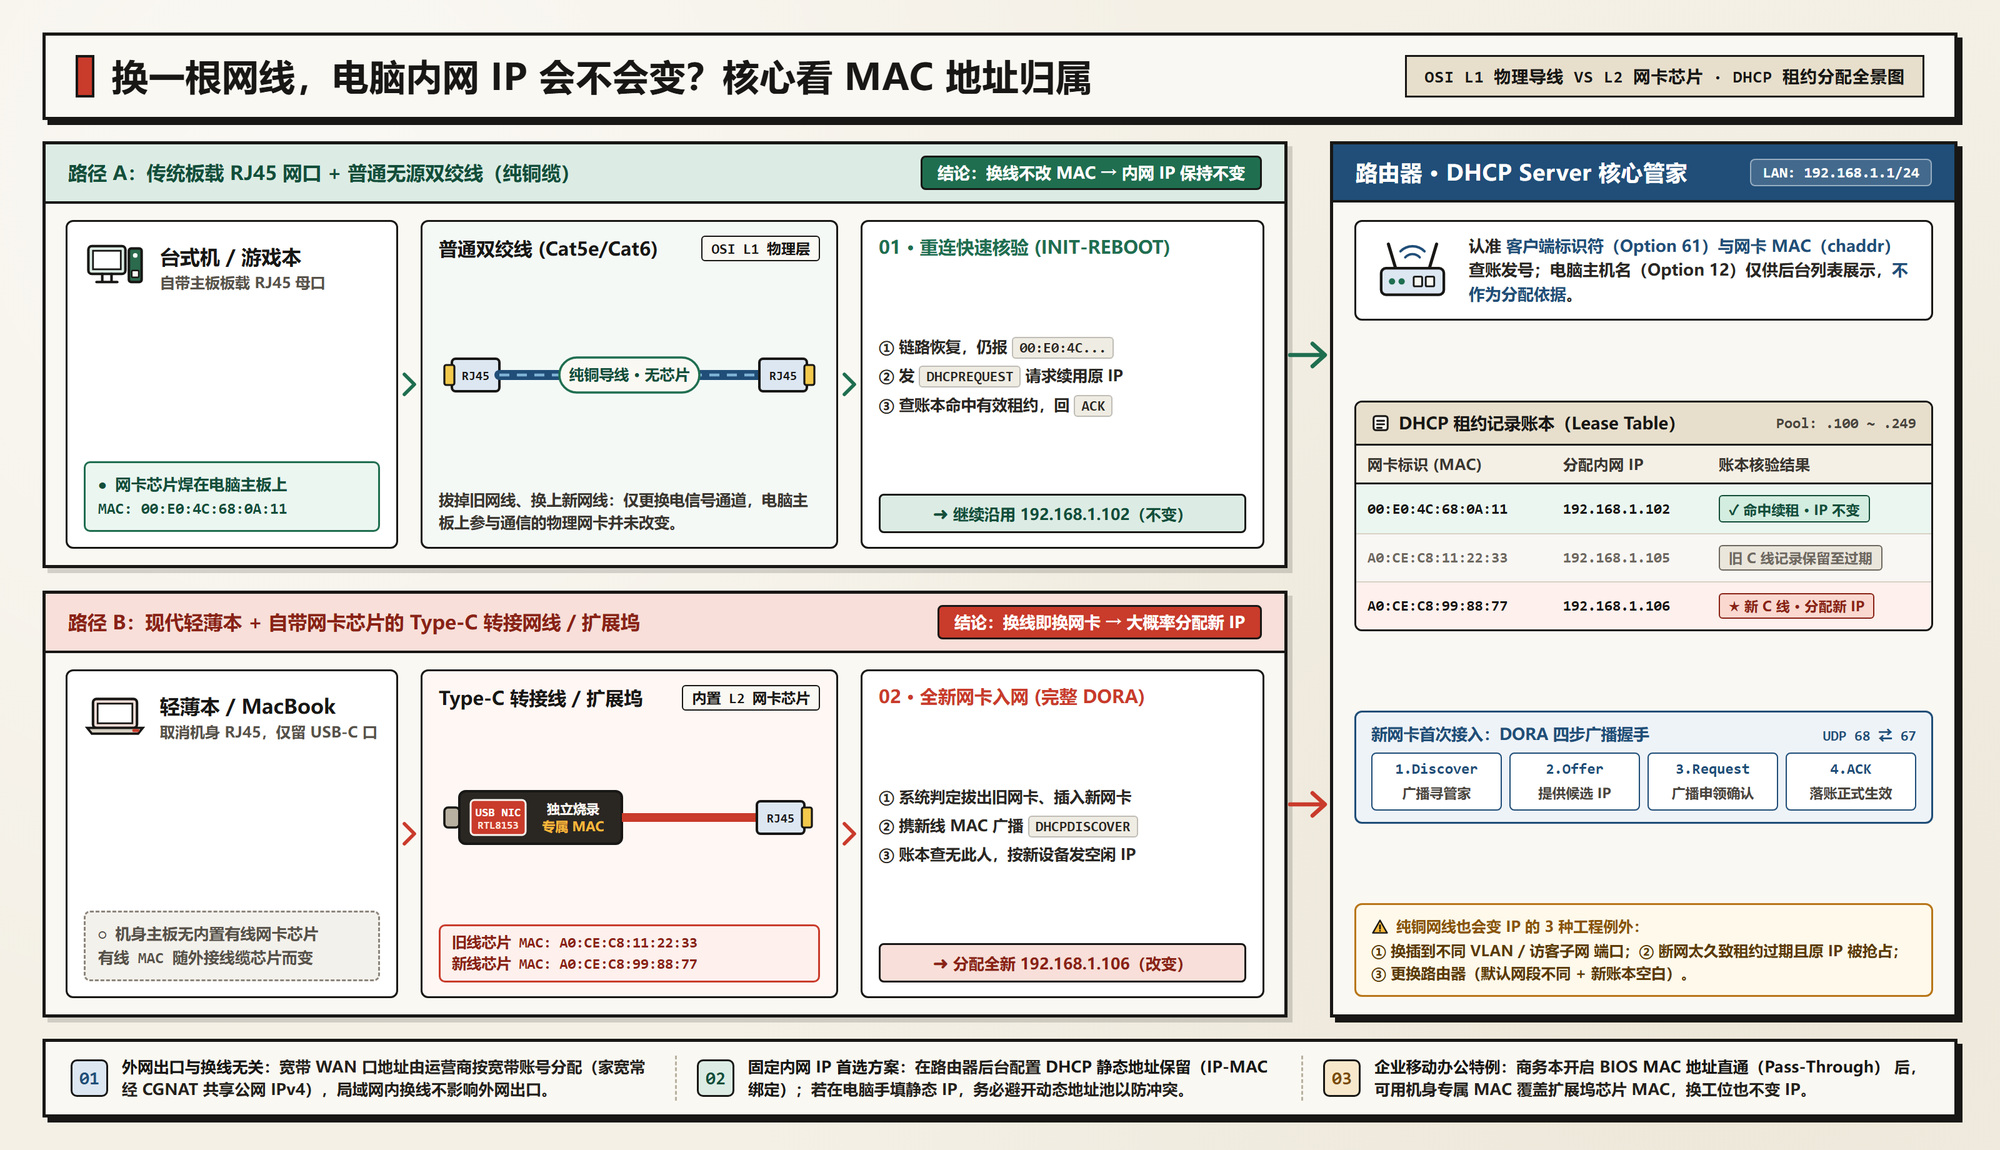 换一根网线，电脑内网 IP 会不会变？核心看 MAC 地址归属
OSI L1 物理导线 VS L2 网卡芯片 · DHCP 租约分配全景图
路径 A：传统板载 RJ45 网口 + 普通无源双绞线（纯铜缆）
结论：换线不改 MAC → 内网 IP 保持不变
台式机 / 游戏本
自带主板板载 RJ45 母口
● 网卡芯片焊在电脑主板上
MAC: 00:E0:4C:68:0A:11
普通双绞线 (Cat5e/Cat6)
OSI L1 物理层
RJ45
纯铜导线 • 无芯片
RJ45
拔掉旧网线、换上新网线：仅更换电信号通道，电脑主
板上参与通信的物理网卡并未改变。
01 • 重连快速核验 (INIT-REBOOT)
① 链路恢复，仍报 00:E0:4C...
② 发 DHCPREQUEST 请求续用原 IP
③ 查账本命中有效租约，回 ACK
→ 继续沿用 192.168.1.102（不变）
路径 B：现代轻薄本 + 自带网卡芯片的 Type-C 转接网线 / 扩展坞
结论：换线即换网卡 → 大概率分配新 IP
轻薄本 / MacBook
取消机身 RJ45，仅留 USB-C 口
○ 机身主板无内置有线网卡芯片
有线 MAC 随外接线缆芯片而变
Type-C 转接线 / 扩展坞
内置 L2 网卡芯片
USB NIC
RTL8153
独立烧录
专属 MAC
RJ45
旧线芯片 MAC: A0:CE:C8:11:22:33
新线芯片 MAC: A0:CE:C8:99:88:77
02 • 全新网卡入网 (完整 DORA)
① 系统判定拔出旧网卡、插入新网卡
② 携新线 MAC 广播 DHCPDISCOVER
③ 账本查无此人，按新设备发空闲 IP
→ 分配全新 192.168.1.106（改变）
路由器 • DHCP Server 核心管家
LAN: 192.168.1.1/24
认准 客户端标识符（Option 61）与网卡 MAC（chaddr）
查账发号；电脑主机名（Option 12）仅供后台列表展示，不
作为分配依据。
DHCP 租约记录账本（Lease Table）
Pool: .100 ~ .249
网卡标识 (MAC) 分配内网 IP 账本核验结果
00:E0:4C:68:0A:11 192.168.1.102 ✓ 命中续租 • IP 不变
A0:CE:C8:11:22:33 192.168.1.105 旧 C 线记录保留至过期
A0:CE:C8:99:88:77 192.168.1.106 ★ 新 C 线 • 分配新 IP
新网卡首次接入：DORA 四步广播握手
UDP 68 ⇄ 67
1.Discover
广播寻管家
2.Offer
提供候选 IP
3.Request
广播申领确认
4.ACK
落账正式生效
⚠ 纯铜网线也会变 IP 的 3 种工程例外：
① 换插到不同 VLAN / 访客子网 端口；② 断网太久致租约过期且原 IP 被抢占；
③ 更换路由器（默认网段不同 + 新账本空白）。
01
外网出口与换线无关：宽带 WAN 口地址由运营商按宽带账号分配（家宽常
经 CGNAT 共享公网 IPv4），局域网内换线不影响外网出口。
02
固定内网 IP 首选方案：在路由器后台配置 DHCP 静态地址保留（IP-MAC
绑定）；若在电脑手填静态 IP，务必避开动态地址池以防冲突。
03
企业移动办公特例：商务本开启 BIOS MAC 地址直通（Pass-Through） 后，
可用机身专属 MAC 覆盖扩展坞芯片 MAC，换工位也不变 IP。